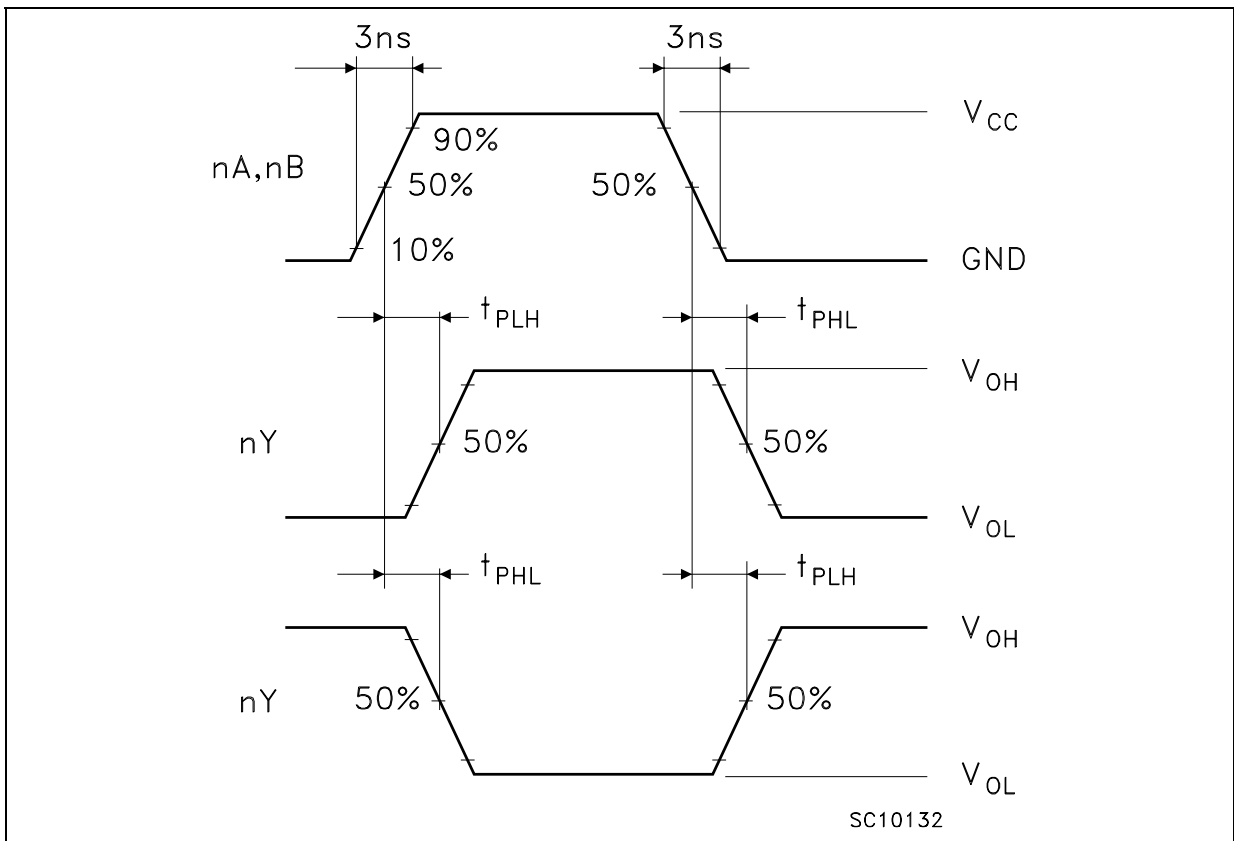 3ns 3ns
V_CC
90%
nA,nB 50% 50%
10% GND
t_PLH t_PHL
V_OH
nY 50% 50%
V_OL
t_PHL t_PLH
V_OH
nY 50% 50%
V_OL
SC10132